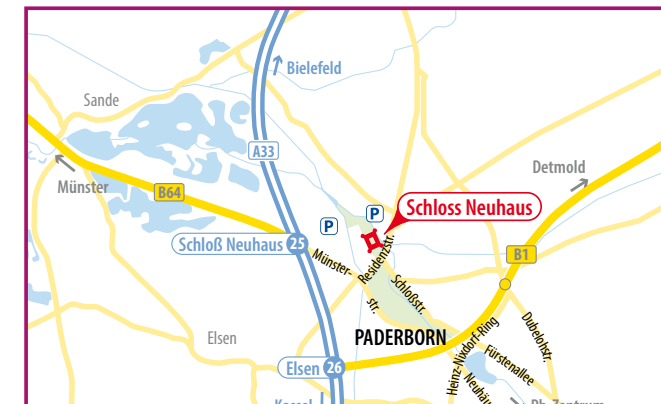 Bielefeld
Sande
A33
Detmold
Münster
B64
P
P
Schloss Neuhaus
Schloß Neuhaus 25
B1
Münster-
str.
Residenzstr.
Schloßstr.
Elsen
PADERBORN
Heinz-Nixdorf-Ring
Dubelohstr.
Fürstenallee
Elsen 26